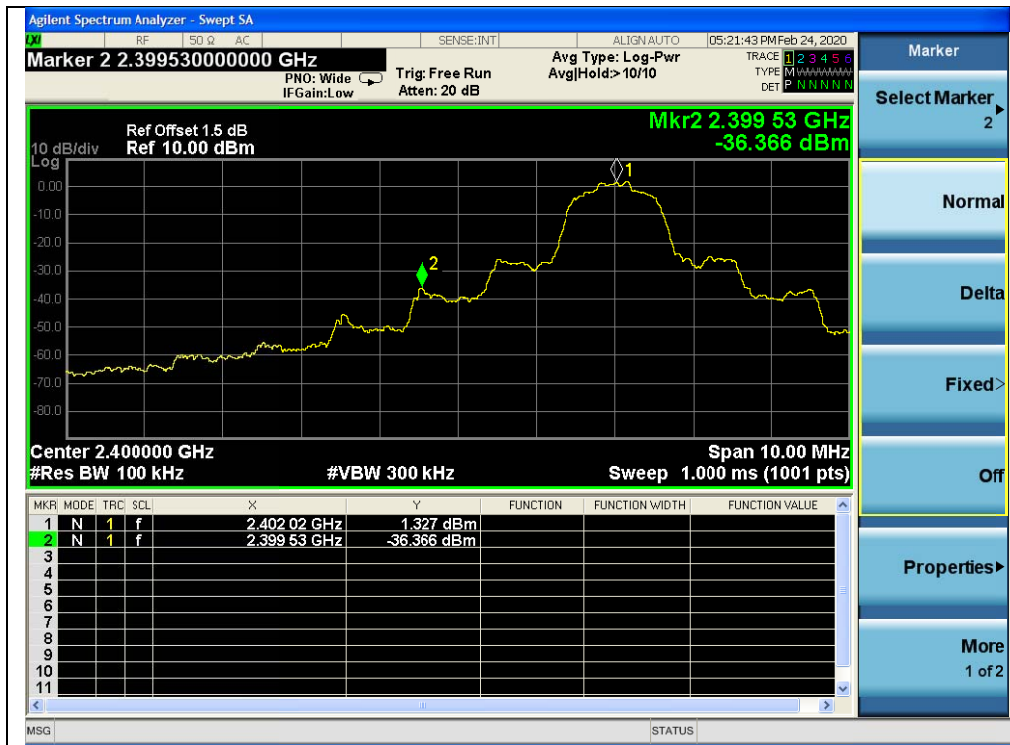 Agilent Spectrum Analyzer - Swept SA
LXI RF 50 Ω AC SENSE:INT ALIGN AUTO 05:21:43 PM Feb 24, 2020
Marker 2 2.399530000000 GHz
PNO: Wide Trig: Free Run Avg Type: Log-Pwr TRACE 1 2 3 4 5 6
IFGain:Low Atten: 20 dB Avg|Hold:>10/10 TYPE M WWWWW
DET P N N N N N
Ref Offset 1.5 dB Mkr2 2.399 53 GHz
10 dB/div Ref 10.00 dBm -36.366 dBm
Log
0.00
-10.0
-20.0
-30.0
-40.0
-50.0
-60.0
-70.0
-80.0
1
2
Center 2.400000 GHz Span 10.00 MHz
#Res BW 100 kHz #VBW 300 kHz Sweep 1.000 ms (1001 pts)
MKR MODE TRC SCL X Y FUNCTION FUNCTION WIDTH FUNCTION VALUE
1 N 1 f 2.402 02 GHz 1.327 dBm
2 N 1 f 2.399 53 GHz -36.366 dBm
3
4
5
6
7
8
9
10
11
MSG STATUS
Marker
Select Marker
2
Normal
Delta
Fixed>
Off
Properties
More
1 of 2